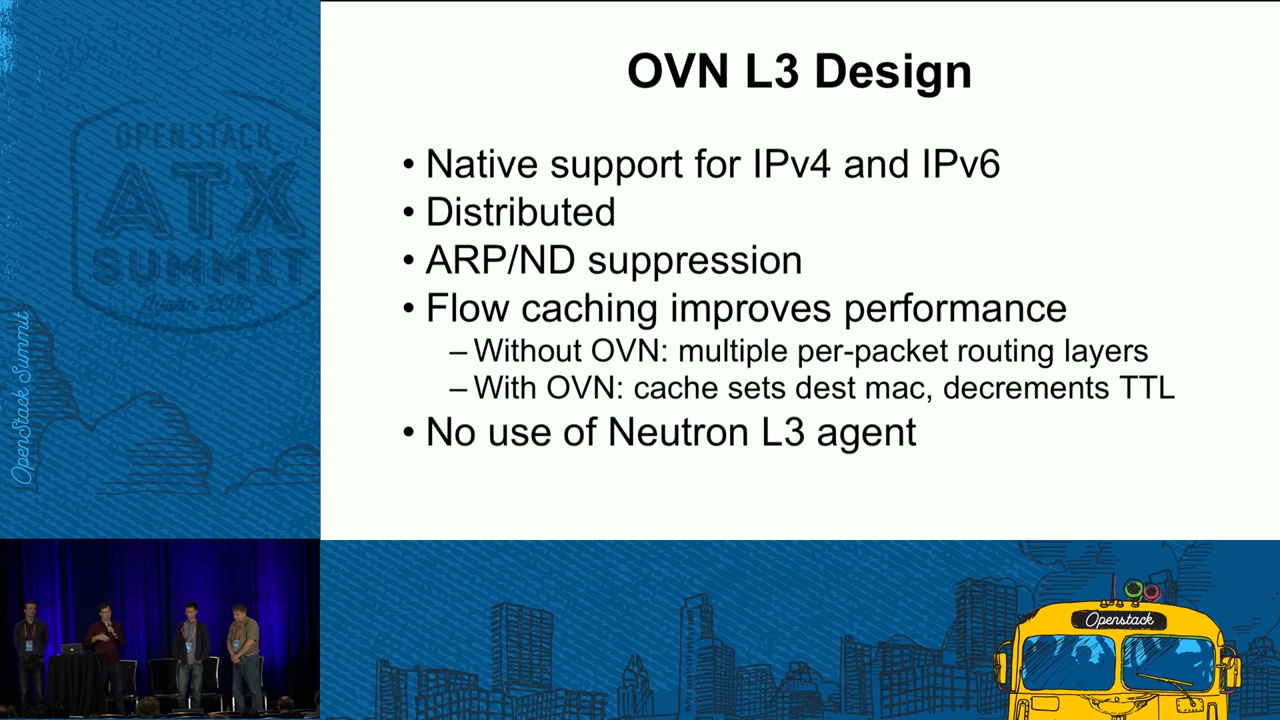 OVN L3 Design
• Native support for IPv4 and IPv6
• Distributed
• ARP/ND suppression
• Flow caching improves performance
– Without OVN: multiple per-packet routing layers
– With OVN: cache sets dest mac, decrements TTL
• No use of Neutron L3 agent
OPENSTACK
ATX
SUMMIT
Austin 2016
OpenStack Summit
Openstack